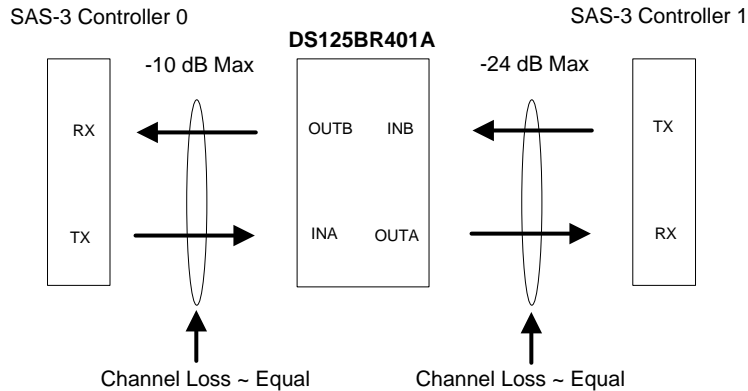 SAS-3 Controller 0
SAS-3 Controller 1
DS125BR401A
-10 dB Max
-24 dB Max
RX
OUTB
INB
TX
TX
INA
OUTA
RX
Channel Loss ~ Equal
Channel Loss ~ Equal